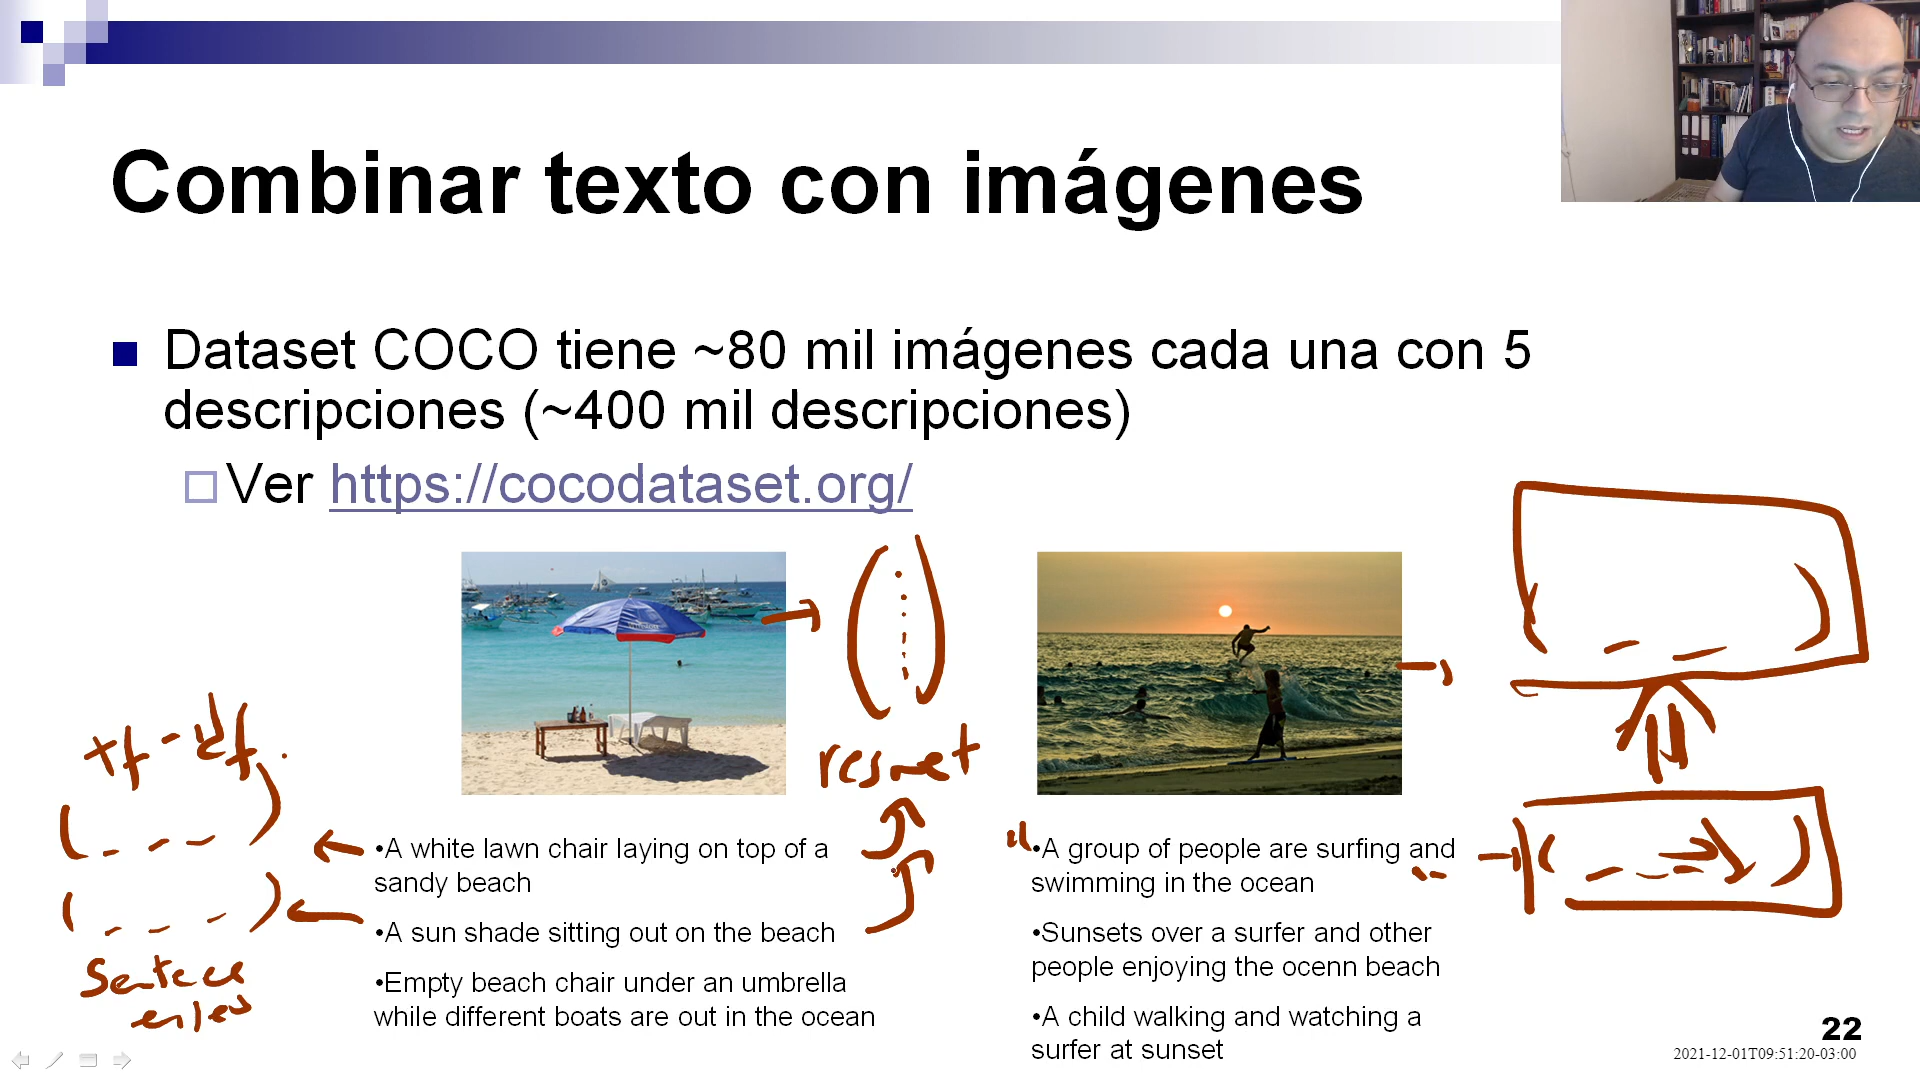 Combinar texto con imágenes
Dataset COCO tiene ~80 mil imágenes cada una con 5
descripciones (~400 mil descripciones)
Ver https://cocodataset.org/
tf-idf
resnet
•A white lawn chair laying on top of a
sandy beach
•A sun shade sitting out on the beach
•Empty beach chair under an umbrella
while different boats are out in the ocean
Sentece
•A group of people are surfing and
swimming in the ocean
•Sunsets over a surfer and other
people enjoying the ocenn beach
•A child walking and watching a
surfer at sunset
22
2021-12-01T09:51:20-03:00